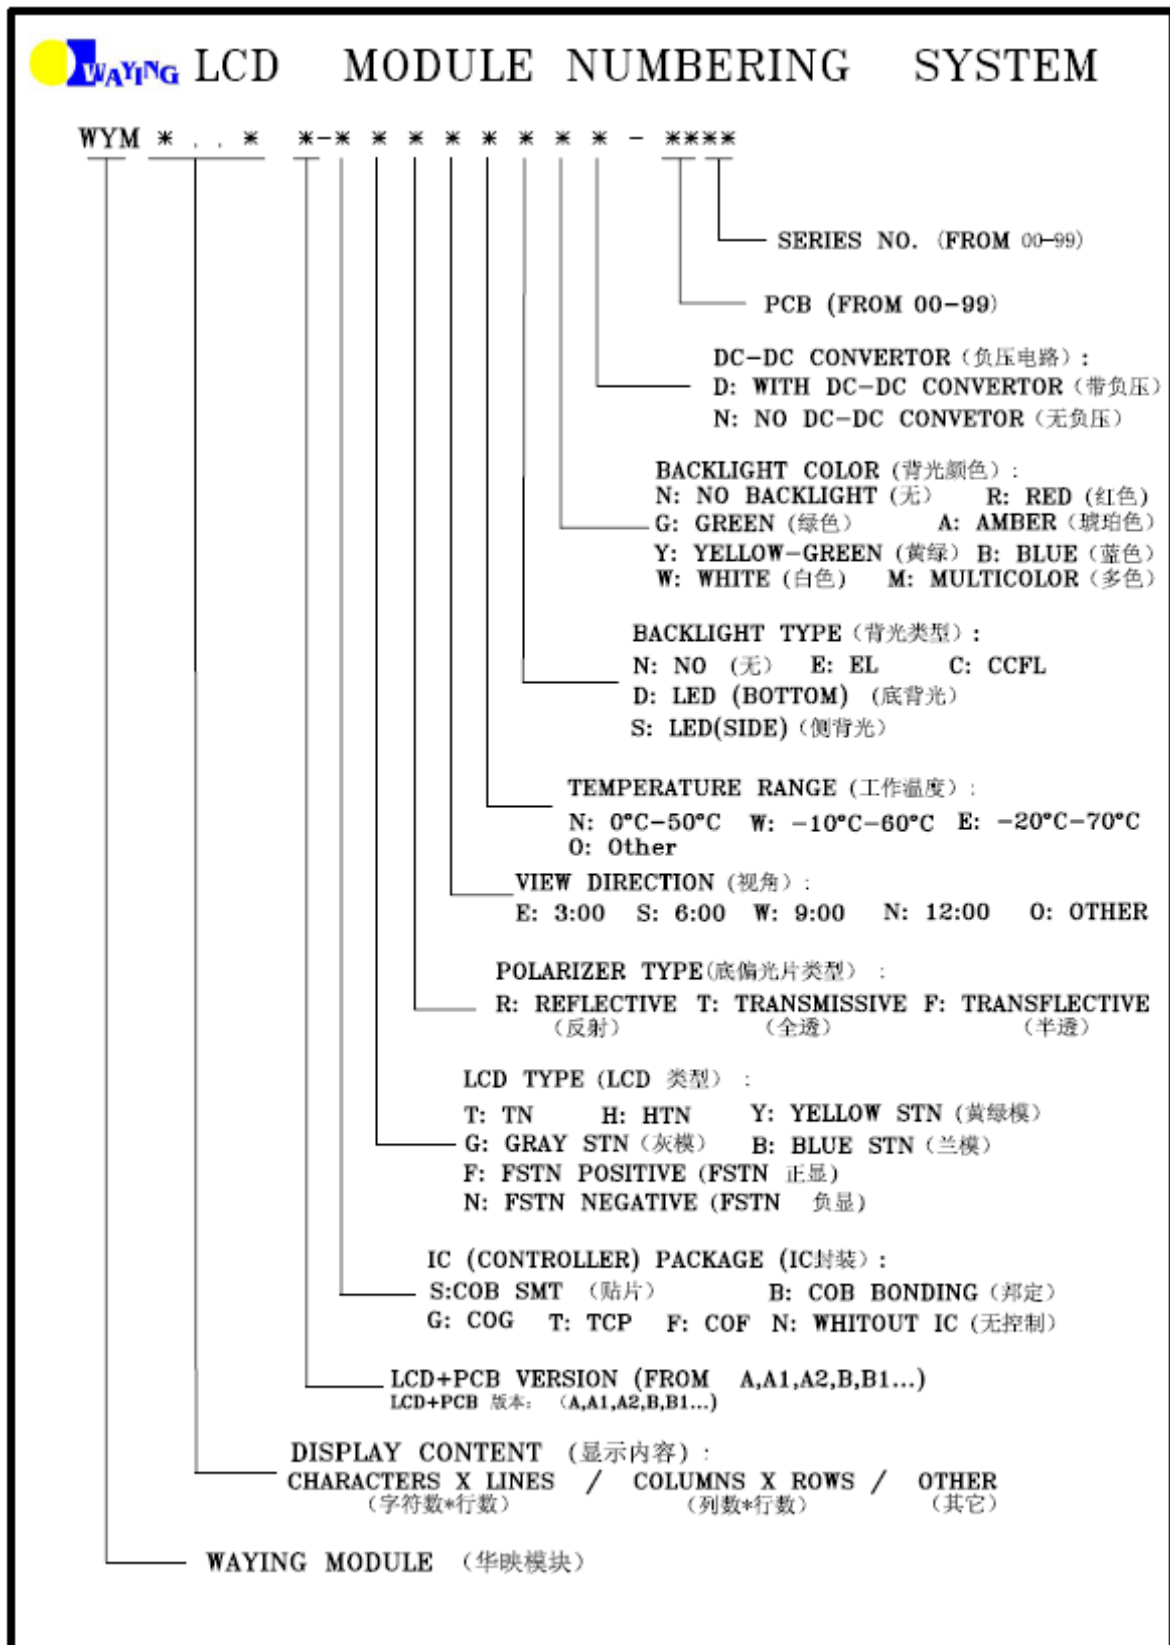 WAYING LCD MODULE NUMBERING SYSTEM
WYM * . . * *-* * * * * * * * - ****
SERIES NO. (FROM 00-99)
PCB (FROM 00-99)
DC-DC CONVERTOR (负压电路):
D: WITH DC-DC CONVERTOR (带负压)
N: NO DC-DC CONVETOR (无负压)
BACKLIGHT COLOR (背光颜色):
N: NO BACKLIGHT (无) R: RED (红色)
G: GREEN (绿色) A: AMBER (琥珀色)
Y: YELLOW-GREEN (黄绿) B: BLUE (蓝色)
W: WHITE (白色) M: MULTICOLOR (多色)
BACKLIGHT TYPE (背光类型):
N: NO (无) E: EL C: CCFL
D: LED (BOTTOM) (底背光)
S: LED(SIDE) (侧背光)
TEMPERATURE RANGE (工作温度):
N: 0°C-50°C W: -10°C-60°C E: -20°C-70°C
O: Other
VIEW DIRECTION (视角):
E: 3:00 S: 6:00 W: 9:00 N: 12:00 O: OTHER
POLARIZER TYPE(底偏光片类型) :
R: REFLECTIVE T: TRANSMISSIVE F: TRANSFLECTIVE
(反射) (全透) (半透)
LCD TYPE (LCD 类型) :
T: TN H: HTN Y: YELLOW STN (黄绿模)
G: GRAY STN (灰模) B: BLUE STN (兰模)
F: FSTN POSITIVE (FSTN 正显)
N: FSTN NEGATIVE (FSTN 负显)
IC (CONTROLLER) PACKAGE (IC封装):
S:COB SMT (贴片) B: COB BONDING (邦定)
G: COG T: TCP F: COF N: WHITOUT IC (无控制)
LCD+PCB VERSION (FROM A,A1,A2,B,B1...)
LCD+PCB 版本: (A,A1,A2,B,B1...)
DISPLAY CONTENT (显示内容):
CHARACTERS X LINES / COLUMNS X ROWS / OTHER
(字符数*行数) (列数*行数) (其它)
WAYING MODULE (华映模块)